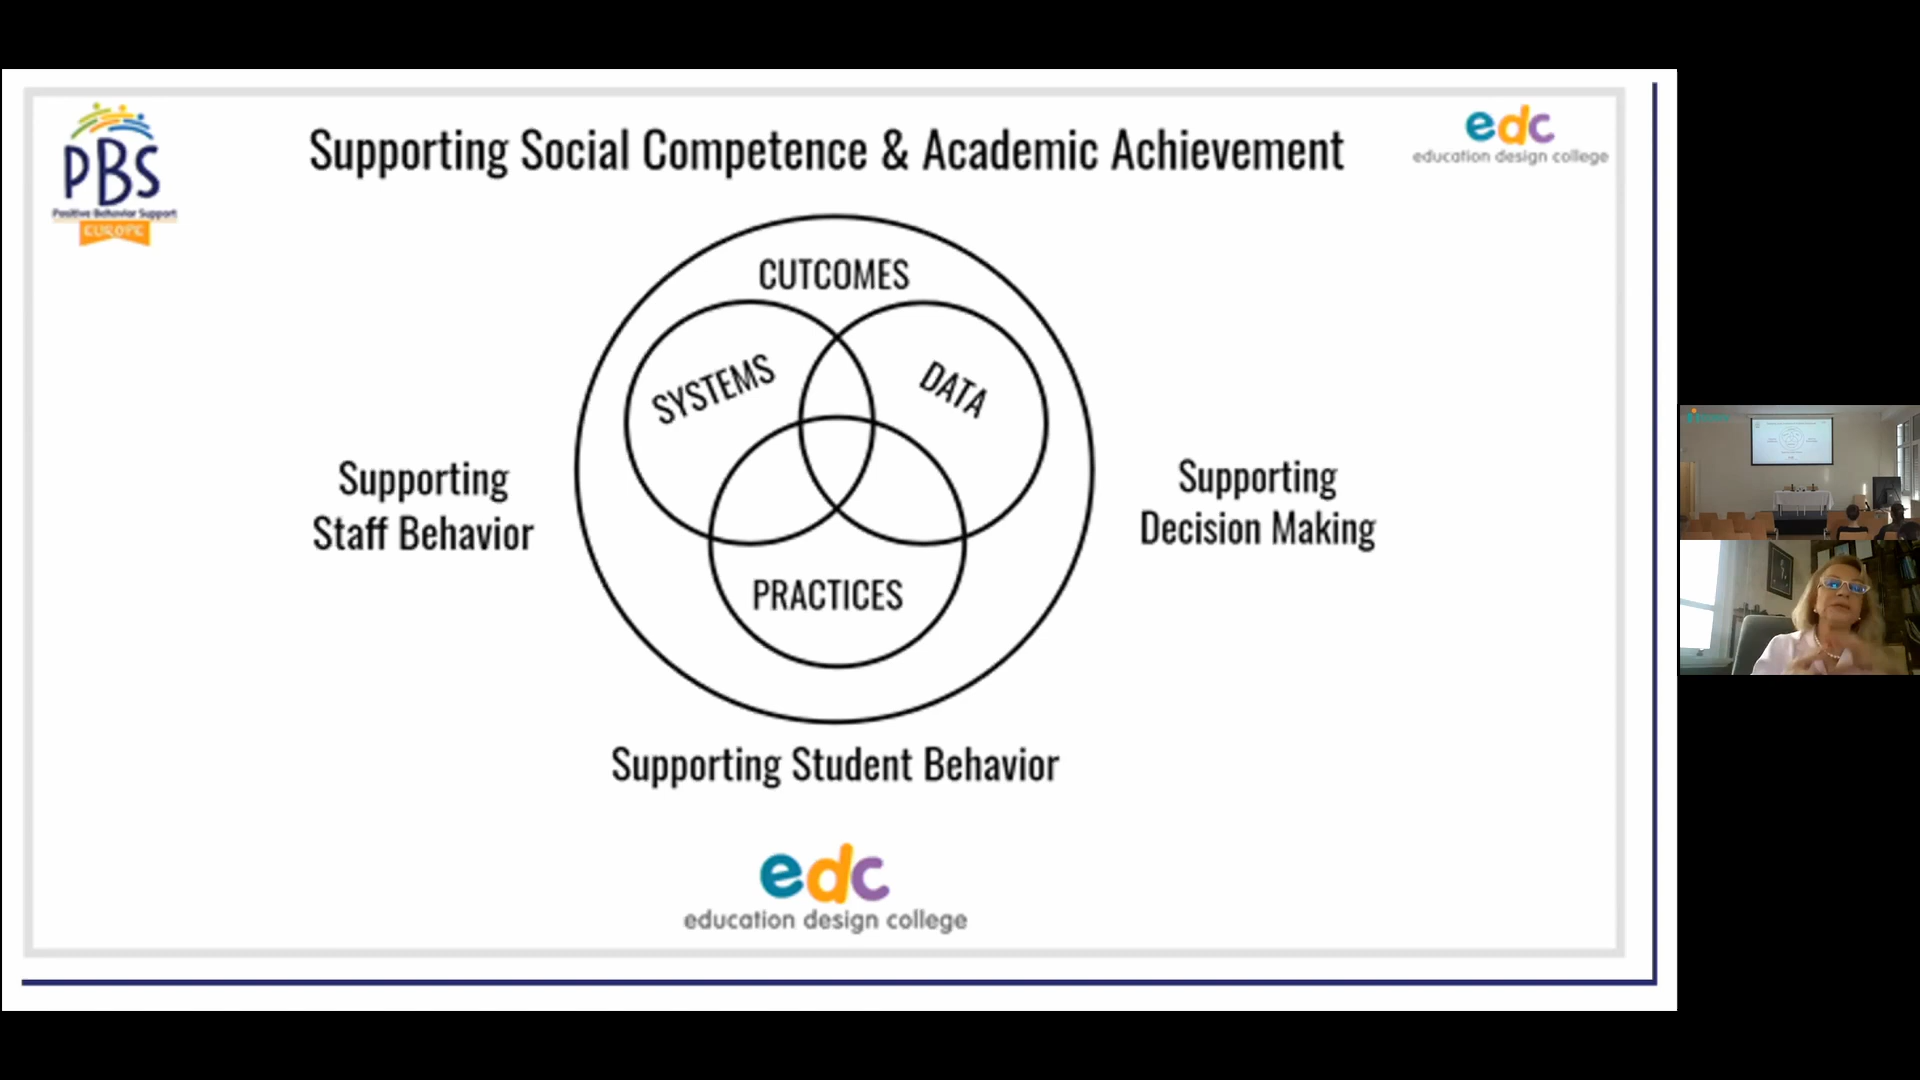 PBS
Positive Behavior Support
EUROPE
Supporting Social Competence & Academic Achievement
edc
education design college
CUTCOMES
SYSTEMS
DATA
PRACTICES
Supporting
Staff Behavior
Supporting
Decision Making
Supporting Student Behavior
edc
education design college